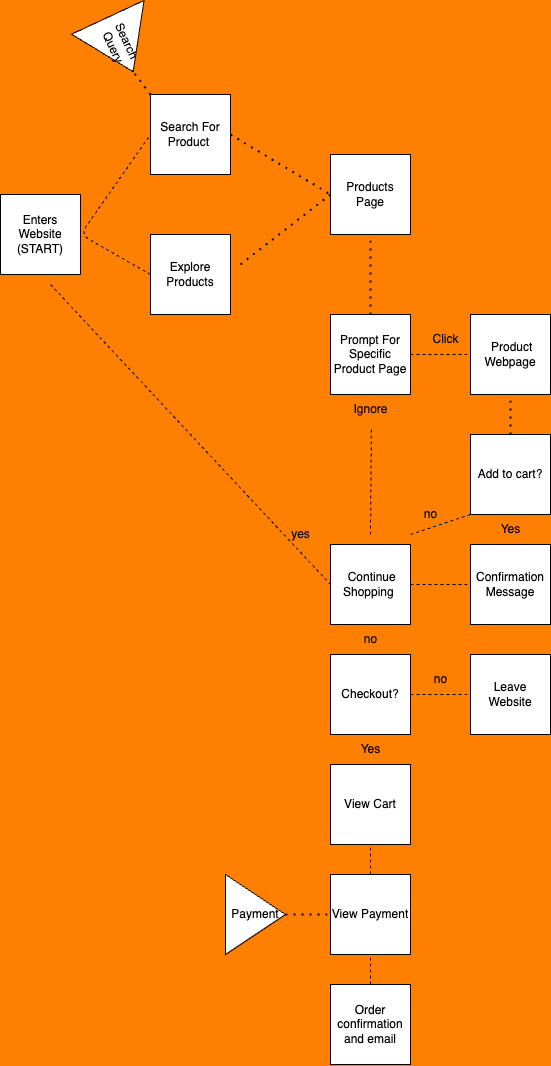 Search
Query
Search For
Product
Products
Page
Enters
Website
(START)
Explore
Products
Prompt For
Specific
Product Page
Click
Product
Webpage
Ignore
Add to cart?
no
Yes
yes
Continue
Shopping
Confirmation
Message
no
Checkout?
no
Leave
Website
Yes
View Cart
Payment
View Payment
Order
confirmation
and email